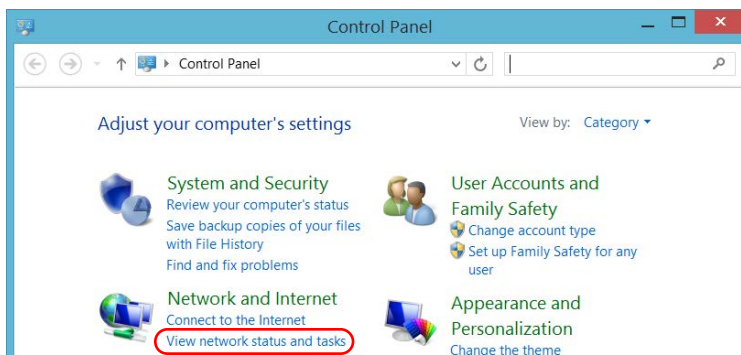 Control Panel
Control Panel
Adjust your computer's settings
View by: Category
System and Security
Review your computer's status
Save backup copies of your files
with File History
Find and fix problems
User Accounts and
Family Safety
Change account type
Set up Family Safety for any
user
Network and Internet
Connect to the Internet
View network status and tasks
Appearance and
Personalization
Change the theme